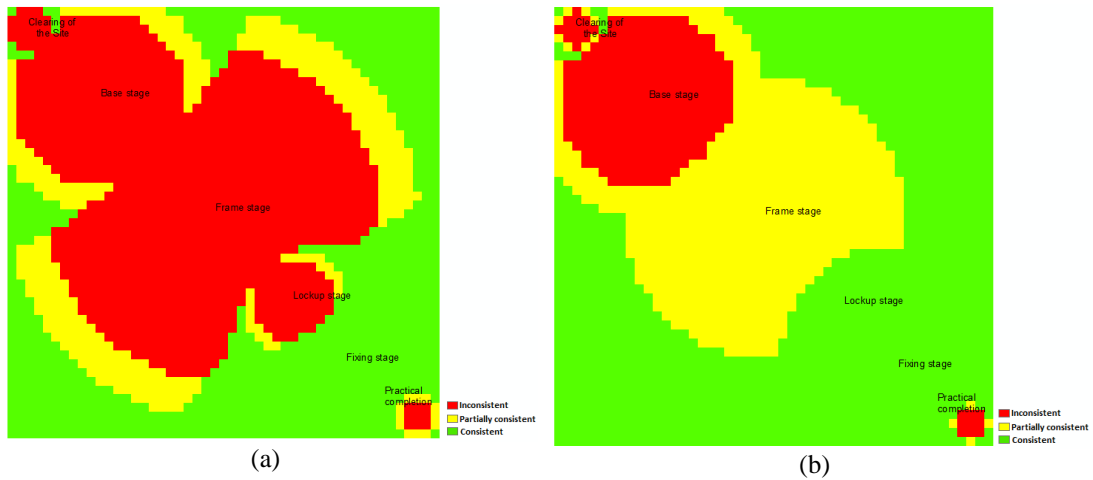 Clearing of
the Site
Base stage
Frame stage
Lockup stage
Fixing stage
Practical
completion
Inconsistent
Partially consistent
Consistent
(a)
Clearing of
the Site
Base stage
Frame stage
Lockup stage
Fixing stage
Practical
completion
Inconsistent
Partially consistent
Consistent
(b)